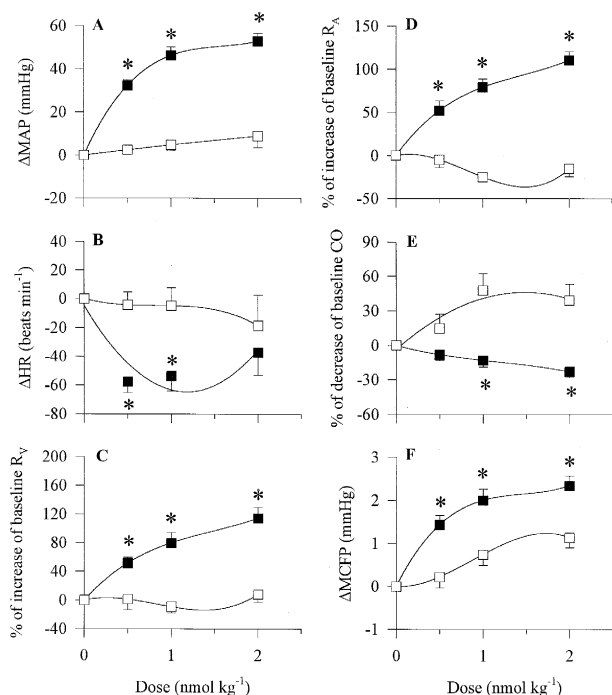 A
60
40
20
0
-20
ΔMAP (mmHg)
* * *
B
40
20
0
-20
-40
-60
-80
ΔHR (beats min⁻¹)
* *
C
200
160
120
80
40
0
-40
% of increase of baseline R_V
* * *
0 1 2
Dose (nmol kg⁻¹)
D
150
100
50
0
-50
% of increase of baseline R_A
* * *
E
90
60
30
0
-30
-60
% of decrease of baseline CO
* *
F
3
2
1
0
-1
ΔMCFP (mmHg)
* * *
0 1 2
Dose (nmol kg⁻¹)